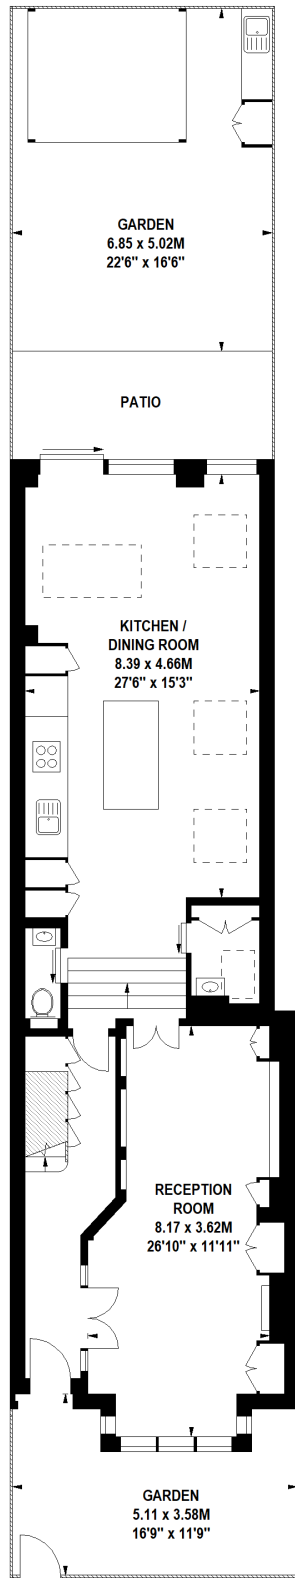 GARDEN
6.85 x 5.02M
22'6" x 16'6"
PATIO
KITCHEN /
DINING ROOM
8.39 x 4.66M
27'6" x 15'3"
RECEPTION
ROOM
8.17 x 3.62M
26'10" x 11'11"
GARDEN
5.11 x 3.58M
16'9" x 11'9"